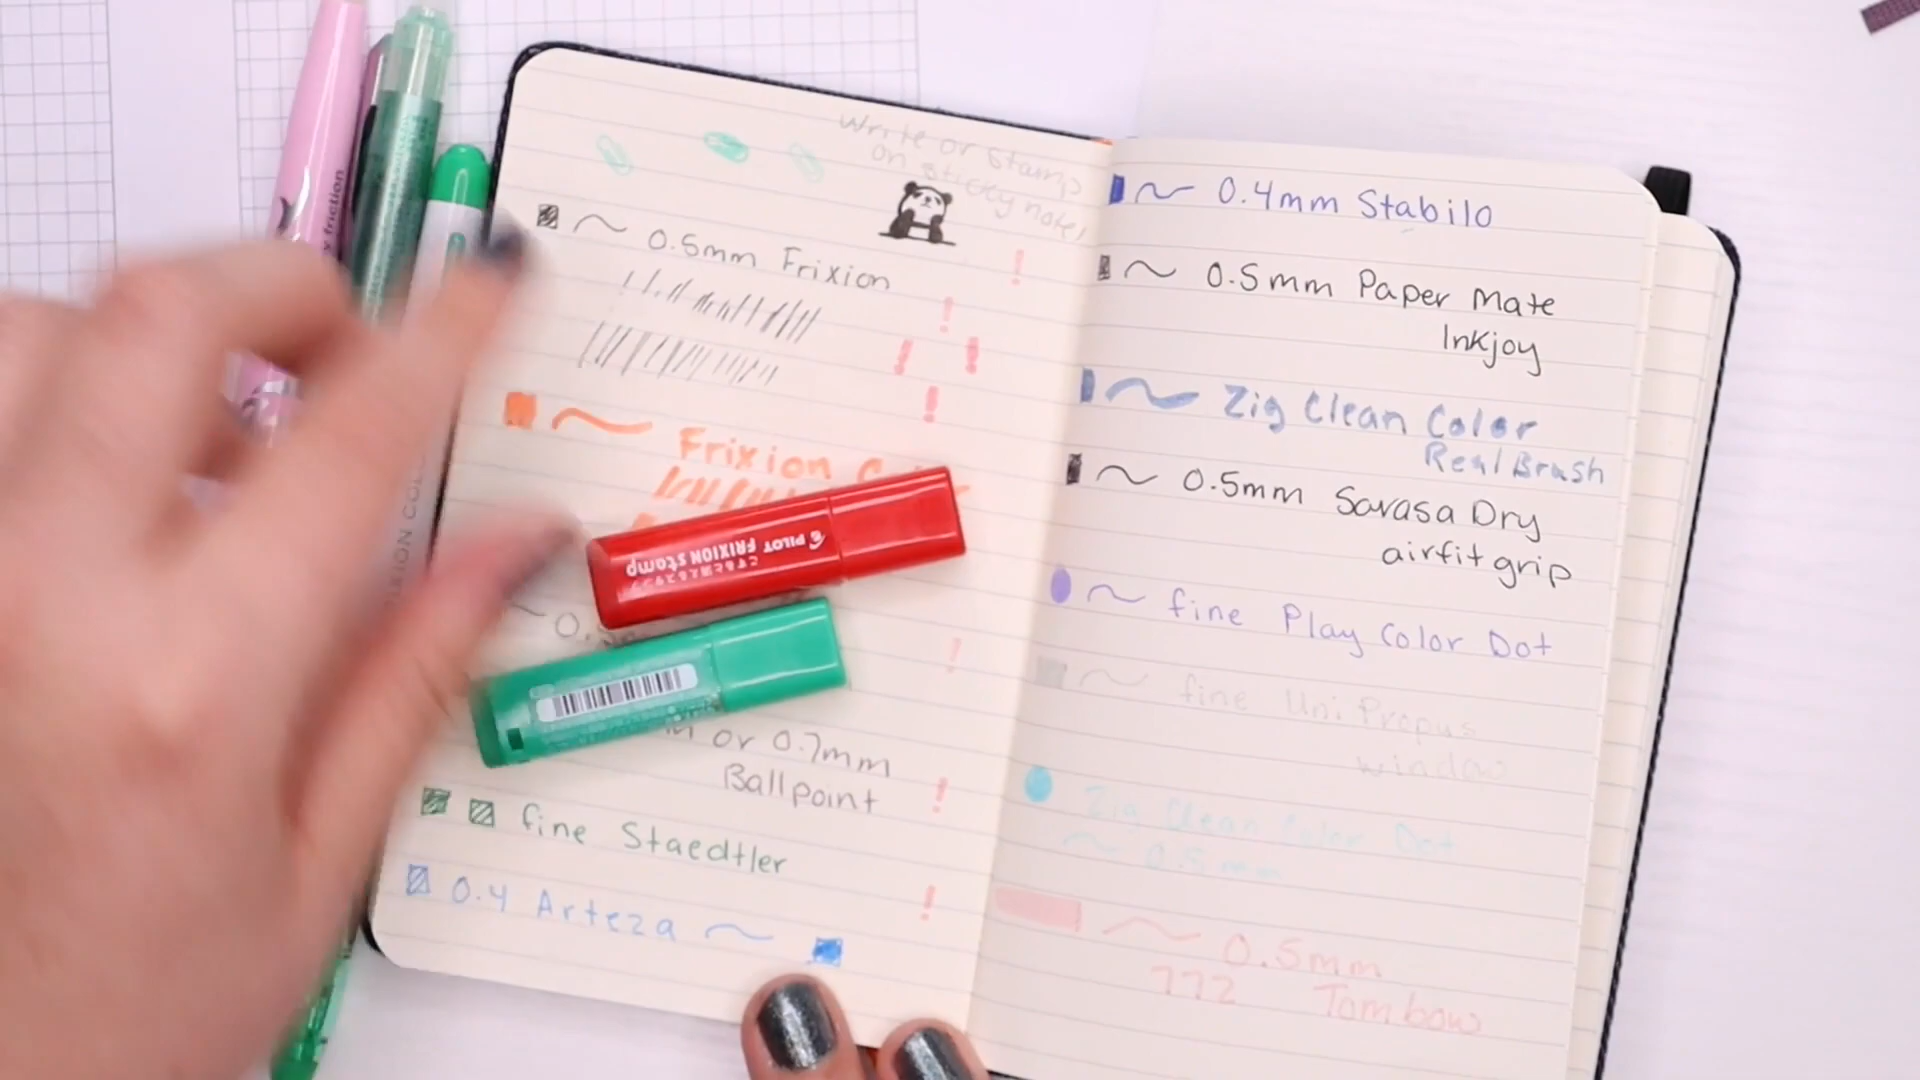 Write or stamp
on sticky note!
0.5mm Frixion
!
!
! !
!
Frixion
PILOT FRIXION Stamp
!
or 0.7mm
Ballpoint
!
fine Staedtler
0.4 Arteza
!
0.4mm Stabilo
0.5mm Paper Mate
Inkjoy
Zig Clean Color
Real Brush
0.5mm Sarasa Dry
airfit grip
fine Play Color Dot
fine Uni Propus
window
Zig Clean Color Dot
0.5mm
0.5mm
772 Tombow
friction